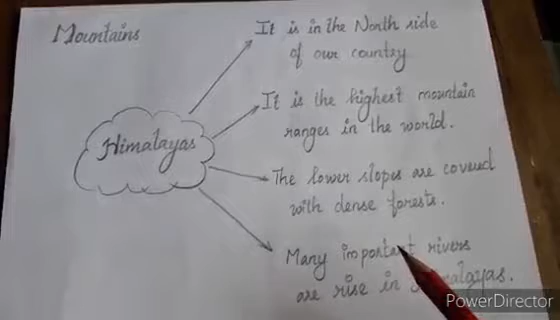 Mountains
It is in the North side
of our country
Himalayas
It is the highest mountain
ranges in the world.
The lower slopes are covered
with dense forests.
Many important rivers
are rise in Himalayas.
PowerDirector